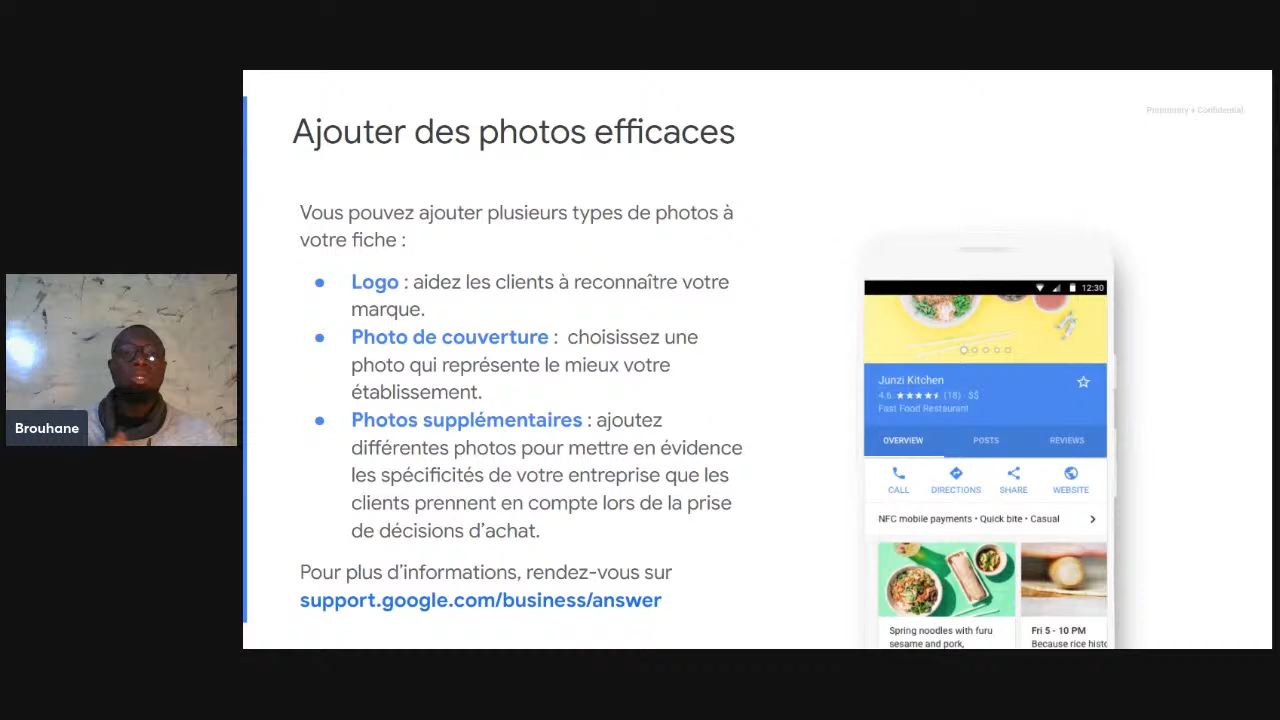 Proprietary + Confidential
Ajouter des photos efficaces
Vous pouvez ajouter plusieurs types de photos à
votre fiche :
● Logo : aidez les clients à reconnaître votre
marque.
● Photo de couverture : choisissez une
photo qui représente le mieux votre
établissement.
● Photos supplémentaires : ajoutez
différentes photos pour mettre en évidence
les spécificités de votre entreprise que les
clients prennent en compte lors de la prise
de décisions d'achat.
Pour plus d'informations, rendez-vous sur
support.google.com/business/answer
Brouhane
12:30
Junzi Kitchen
4.6 ★★★★★ (18) · $$
Fast Food Restaurant
OVERVIEW POSTS REVIEWS
CALL DIRECTIONS SHARE WEBSITE
NFC mobile payments • Quick bite • Casual
Spring noodles with furu
sesame and pork,
Fri 5 - 10 PM
Because rice histo